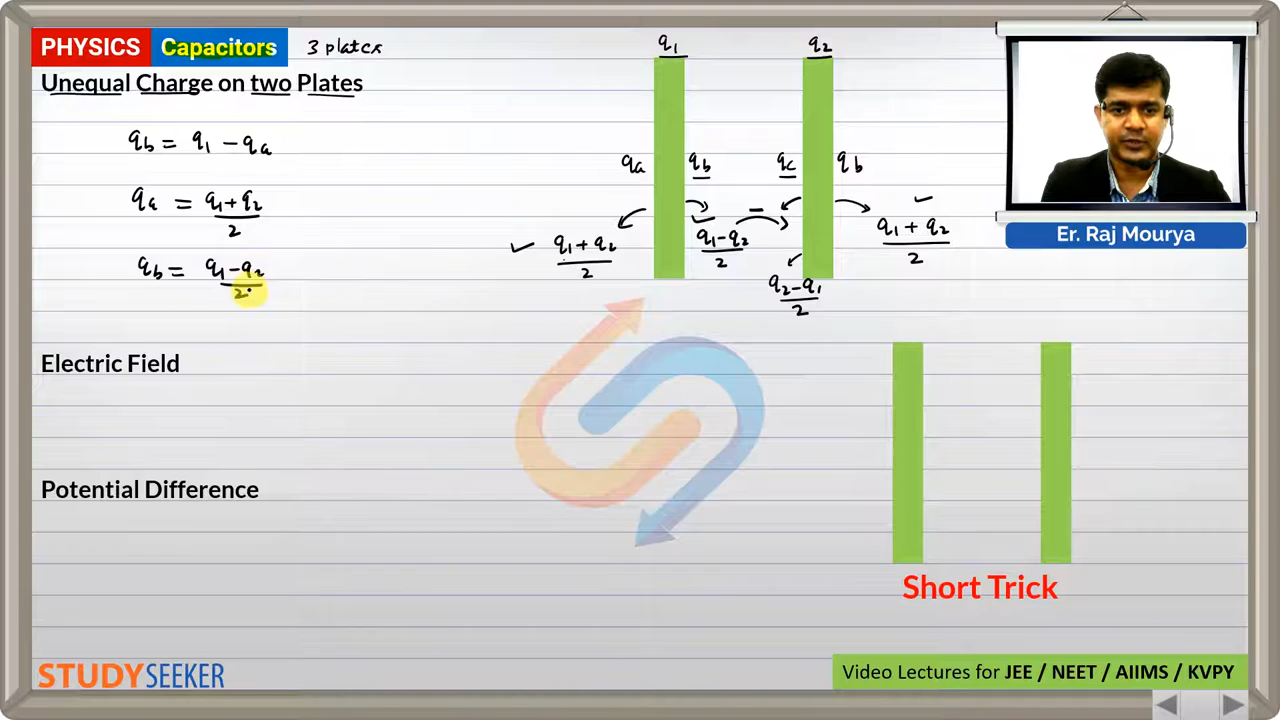 PHYSICS Capacitors 3 plates
Unequal Charge on two Plates
q1 q2
qb = q1 - qa
qa qb qc qb
qa = q1+q2 / 2
q1+q2 / 2
q1-q2 / 2
-
q1+q2 / 2
q2-q1 / 2
qb = q1-q2 / 2
Er. Raj Mourya
Electric Field
Potential Difference
Short Trick
STUDYSEEKER
Video Lectures for JEE / NEET / AIIMS / KVPY